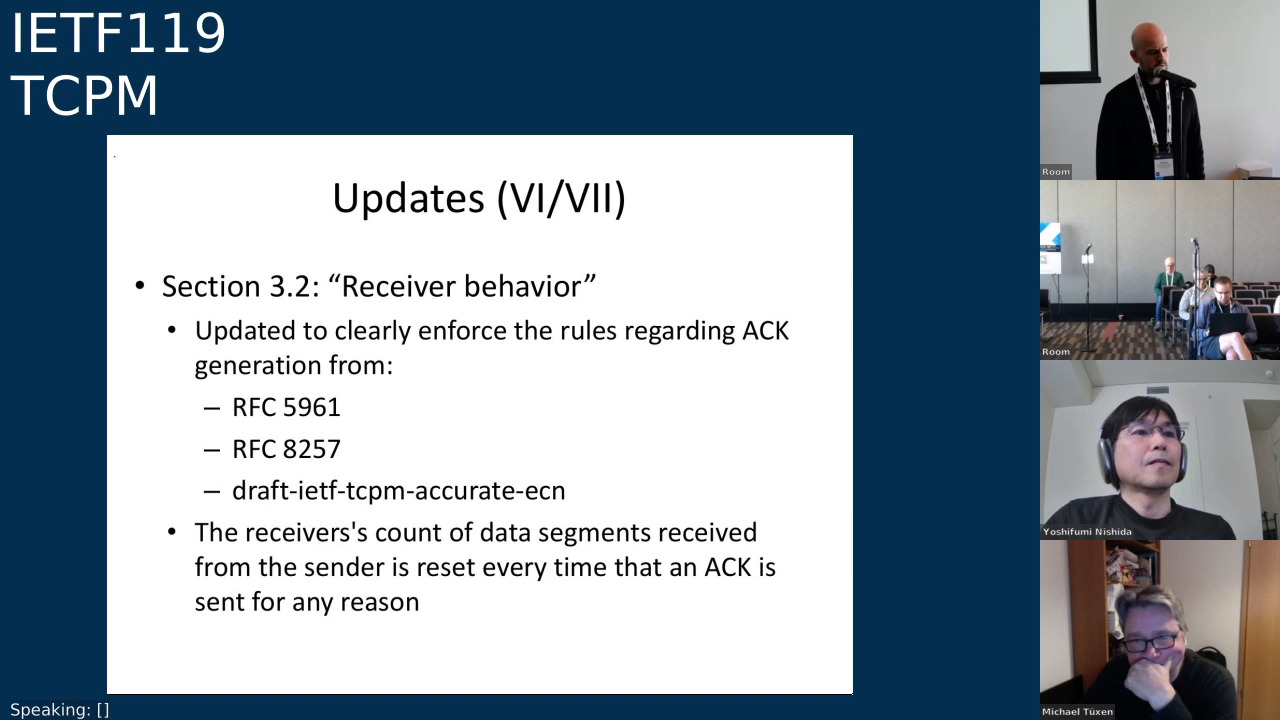 IETF119
TCPM
Updates (VI/VII)
• Section 3.2: “Receiver behavior”
• Updated to clearly enforce the rules regarding ACK
generation from:
– RFC 5961
– RFC 8257
– draft-ietf-tcpm-accurate-ecn
• The receivers's count of data segments received
from the sender is reset every time that an ACK is
sent for any reason
Speaking: []
Room
Room
Yoshifumi Nishida
Michael Tüxen